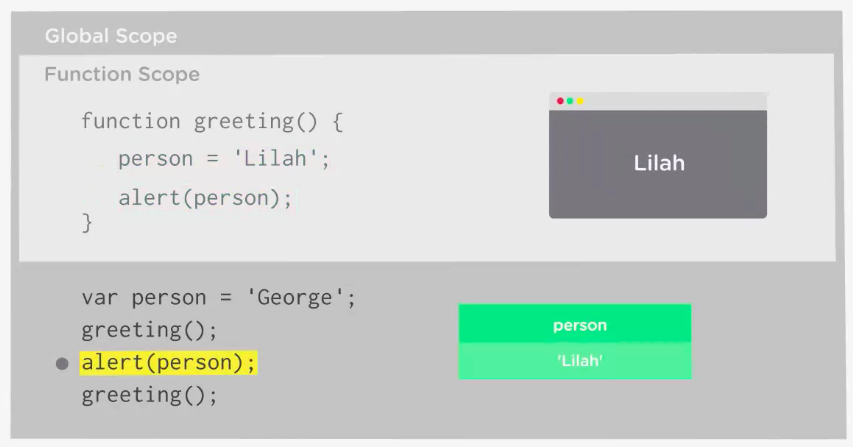 Global Scope
Function Scope
function greeting() {
person = 'Lilah';
alert(person);
}
Lilah
var person = 'George';
greeting();
alert(person);
greeting();
person
'Lilah'